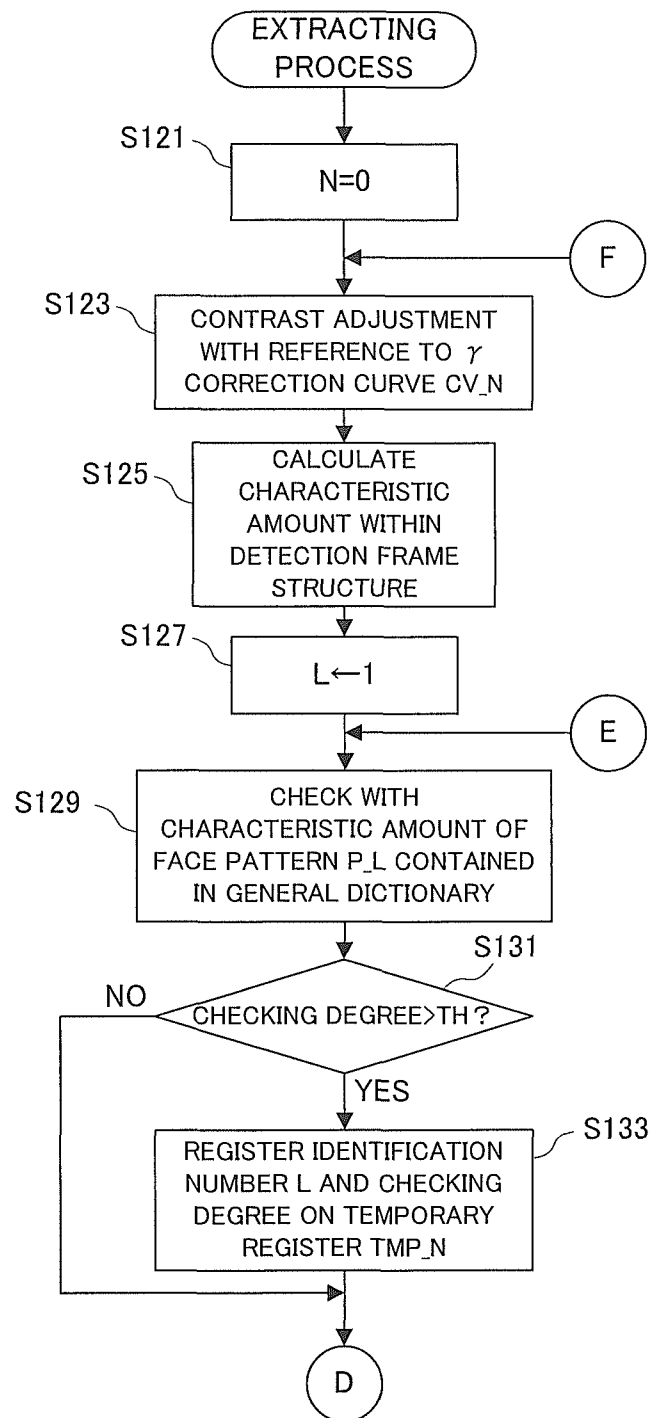 EXTRACTING
PROCESS
S121
N=0
F
S123
CONTRAST ADJUSTMENT
WITH REFERENCE TO γ
CORRECTION CURVE CV_N
S125
CALCULATE
CHARACTERISTIC
AMOUNT WITHIN
DETECTION FRAME
STRUCTURE
S127
L←1
E
S129
CHECK WITH
CHARACTERISTIC AMOUNT OF
FACE PATTERN P_L CONTAINED
IN GENERAL DICTIONARY
S131
NO
CHECKING DEGREE>TH?
YES
S133
REGISTER IDENTIFICATION
NUMBER L AND CHECKING
DEGREE ON TEMPORARY
REGISTER TMP_N
D